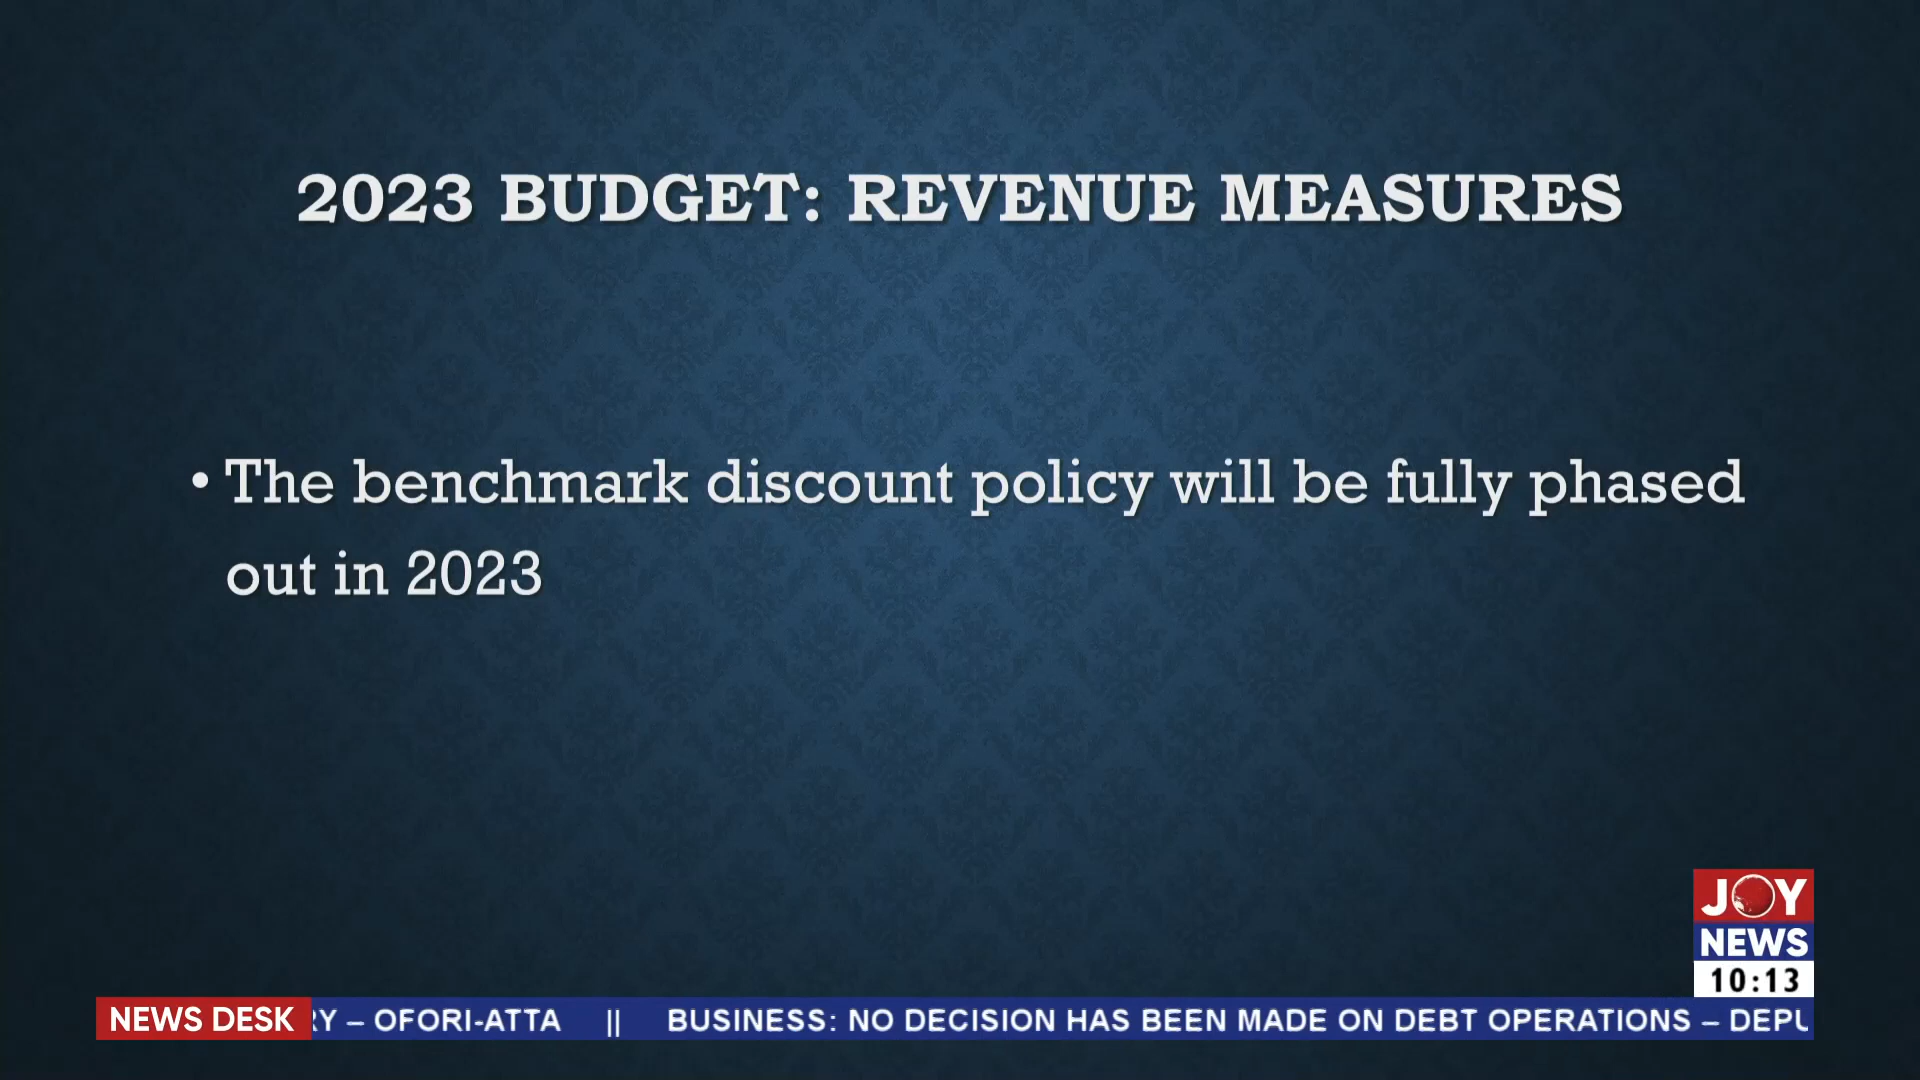 2023 BUDGET: REVENUE MEASURES
• The benchmark discount policy will be fully phased
out in 2023
JOY
NEWS
10:13
NEWS DESK
– OFORI-ATTA || BUSINESS: NO DECISION HAS BEEN MADE ON DEBT OPERATIONS –